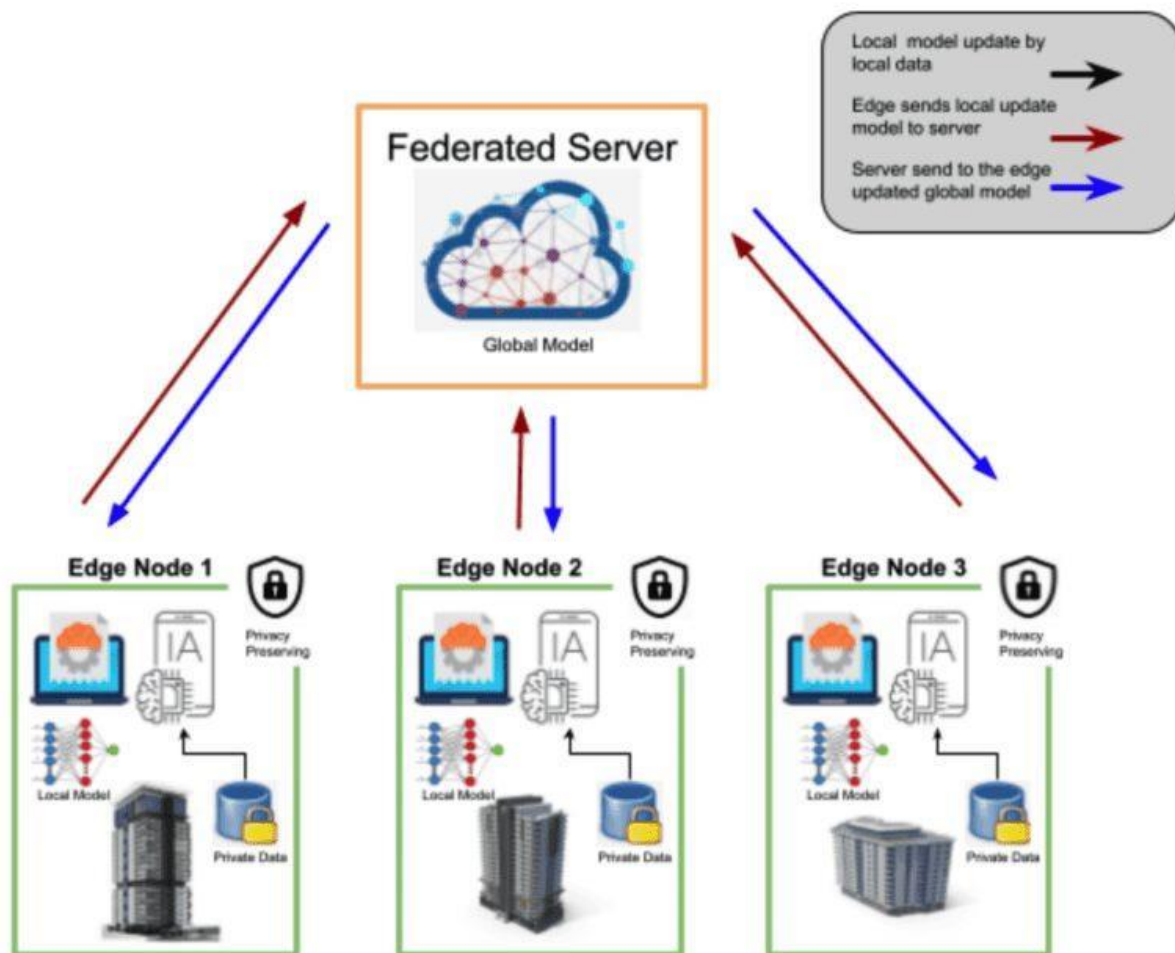 Local model update by
local data
Edge sends local update
model to server
Server send to the edge
updated global model
Federated Server
Global Model
Edge Node 1
Privacy
Preserving
IA
Local Model
Private Data
Edge Node 2
Privacy
Preserving
IA
Local Model
Private Data
Edge Node 3
Privacy
Preserving
IA
Local Model
Private Data